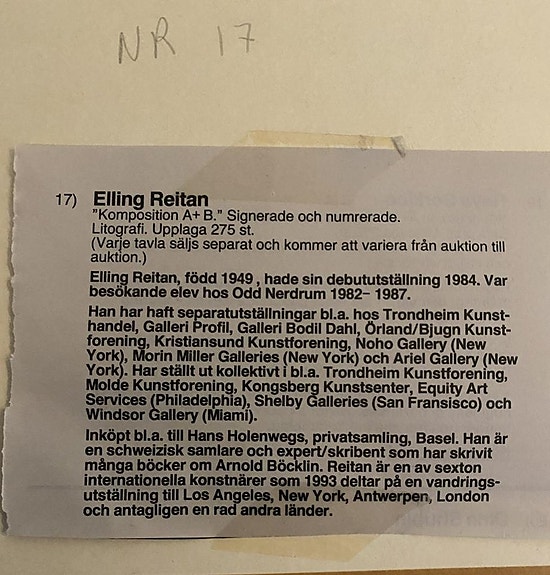 NR 17
17) Elling Reitan
"Komposition A+ B." Signerade och numrerade.
Litografi. Upplaga 275 st.
(Varje tavla säljs separat och kommer att variera från auktion till
auktion.)
Elling Reitan, född 1949 , hade sin debututställning 1984. Var
besökande elev hos Odd Nerdrum 1982– 1987.
Han har haft separatutställningar bl.a. hos Trondheim Kunst-
handel, Galleri Profil, Galleri Bodil Dahl, Örland/Bjugn Kunst-
forening, Kristiansund Kunstforening, Noho Gallery (New
York), Morin Miller Galleries (New York) och Ariel Gallery (New
York). Har ställt ut kollektivt i bl.a. Trondheim Kunstforening,
Molde Kunstforening, Kongsberg Kunstsenter, Equity Art
Services (Philadelphia), Shelby Galleries (San Fransisco) och
Windsor Gallery (Miami).
Inköpt bl.a. till Hans Holenwegs, privatsamling, Basel. Han är
en schweizisk samlare och expert/skribent som har skrivit
många böcker om Arnold Böcklin. Reitan är en av sexton
internationella konstnärer som 1993 deltar på en vandrings-
utställning till Los Angeles, New York, Antwerpen, London
och antagligen en rad andra länder.